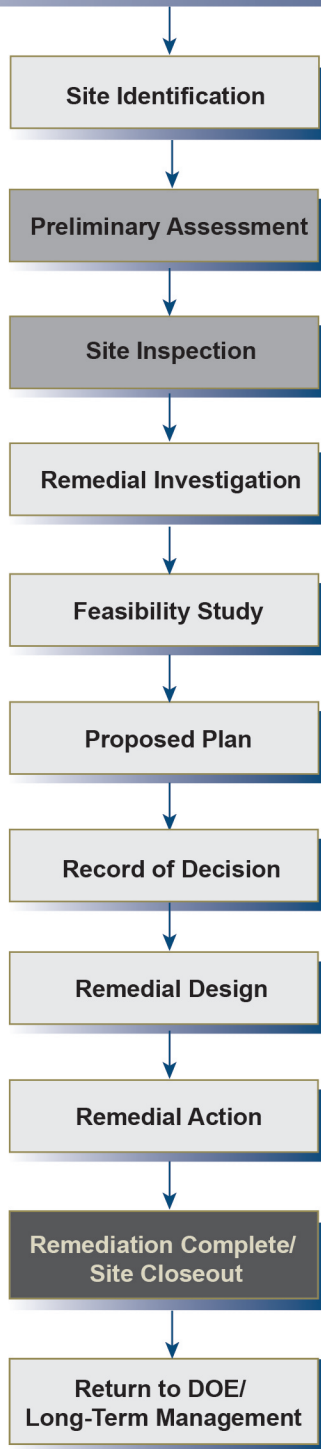 Site Identification
Preliminary Assessment
Site Inspection
Remedial Investigation
Feasibility Study
Proposed Plan
Record of Decision
Remedial Design
Remedial Action
Remediation Complete/
Site Closeout
Return to DOE/
Long-Term Management